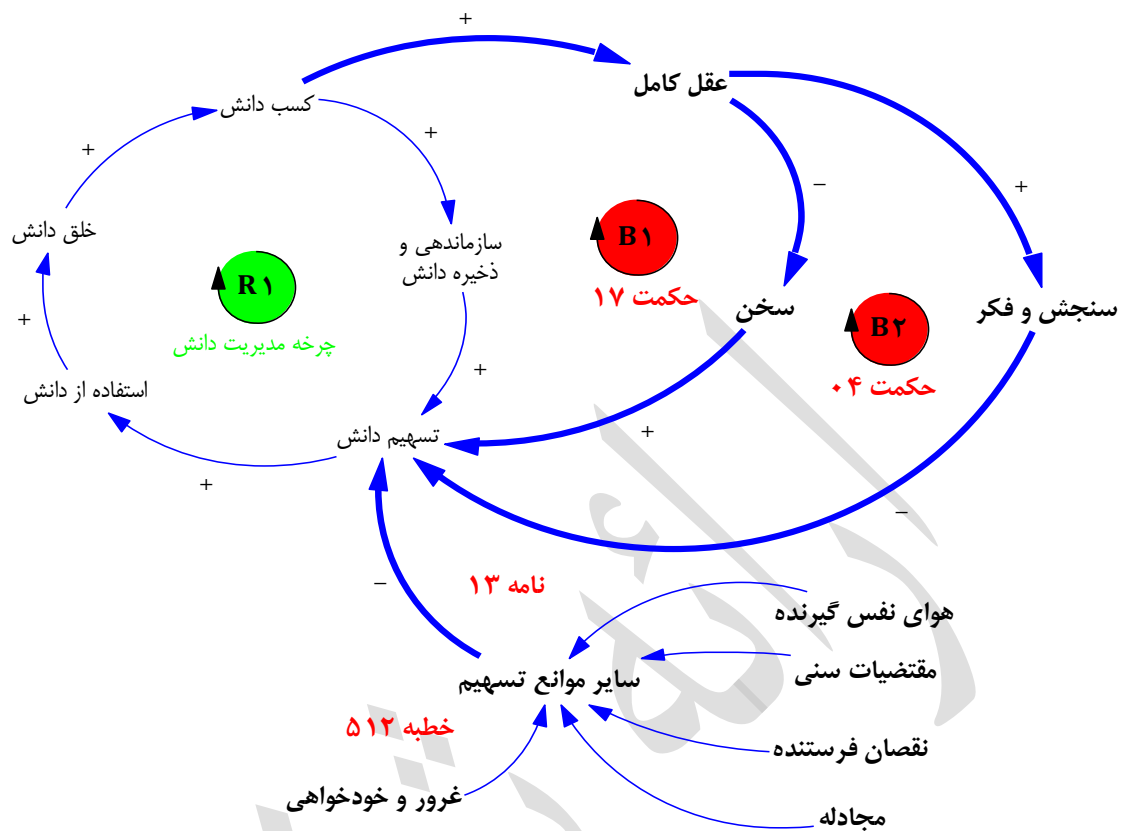 +
عقل کامل
کسب دانش
+
+
−
+
خلق دانش
سازماندهی و
ذخیره دانش
B۱
حکمت ۱۷
R۱
چرخه مدیریت دانش
سخن
سنجش و فکر
B۲
حکمت ۰۴
+
+
استفاده از دانش
تسهیم دانش
+
+
−
−
نامه ۱۳
هوای نفس گیرنده
مقتضیات سنی
سایر موانع تسهیم
خطبه ۵۱۲
نقصان فرستنده
غرور و خودخواهی
مجادله